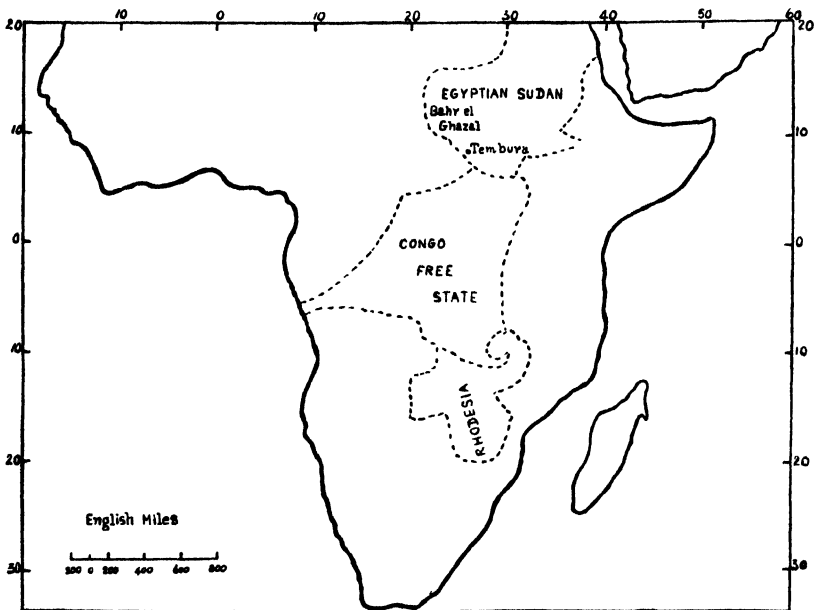 20 10 0 10 20 30 40 50 60
20
EGYPTIAN SUDAN
Bahr el
Ghazal
10 10
Tembura
0 0
CONGO
FREE
STATE
10 10
RHODESIA
20 20
English Miles
200 0 200 400 600 800
30 30